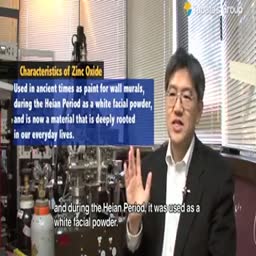 Characteristics of Zinc Oxide
Used in ancient times as paint for wall murals,
during the Heian Period as a white facial powder,
and is now a material that is deeply rooted
in our everyday lives.
and during the Heian Period, it was used as a
white facial powder.